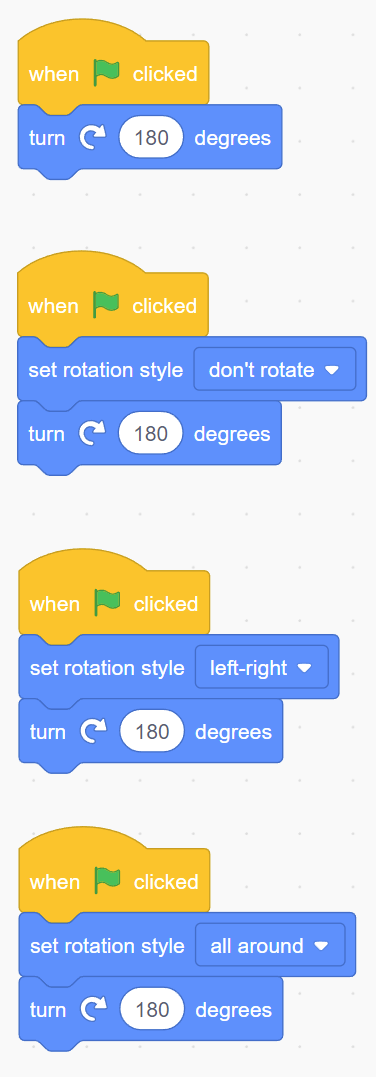 when clicked
turn 180 degrees
when clicked
set rotation style don't rotate
turn 180 degrees
when clicked
set rotation style left-right
turn 180 degrees
when clicked
set rotation style all around
turn 180 degrees